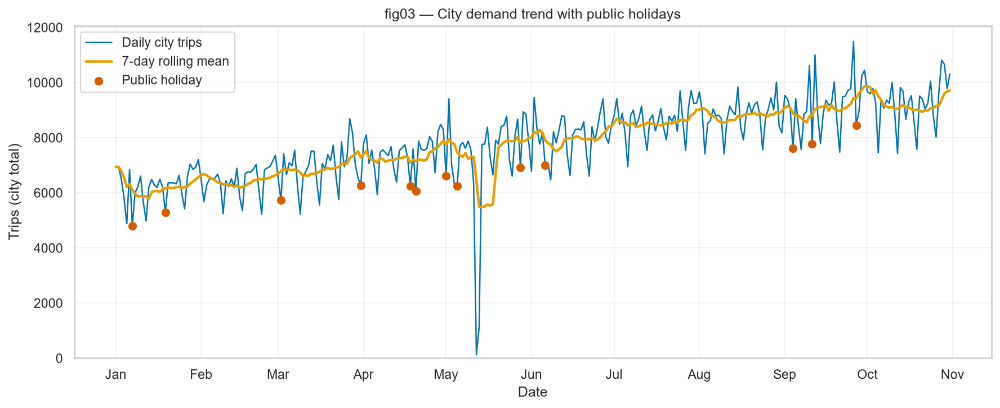 fig03 — City demand trend with public holidays
Daily city trips
7-day rolling mean
Public holiday
12000
10000
8000
6000
4000
2000
0
Trips (city total)
Jan Feb Mar Apr May Jun Jul Aug Sep Oct Nov
Date